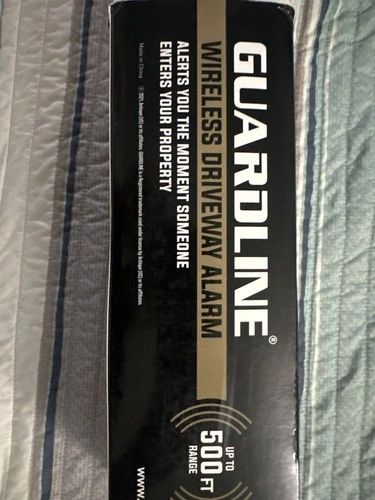 GUARDLINE®
WIRELESS DRIVEWAY ALARM
ALERTS YOU THE MOMENT SOMEONE
ENTERS YOUR PROPERTY
Made in China
UP TO
500 FT
RANGE
www.